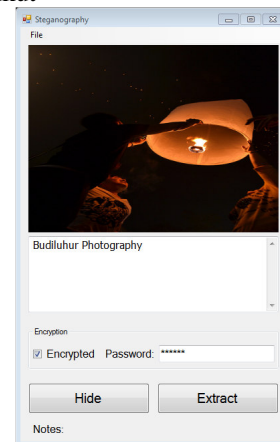 Steganography
File
Budiluhur Photography
Encryption
Encrypted Password: ******
Hide Extract
Notes: